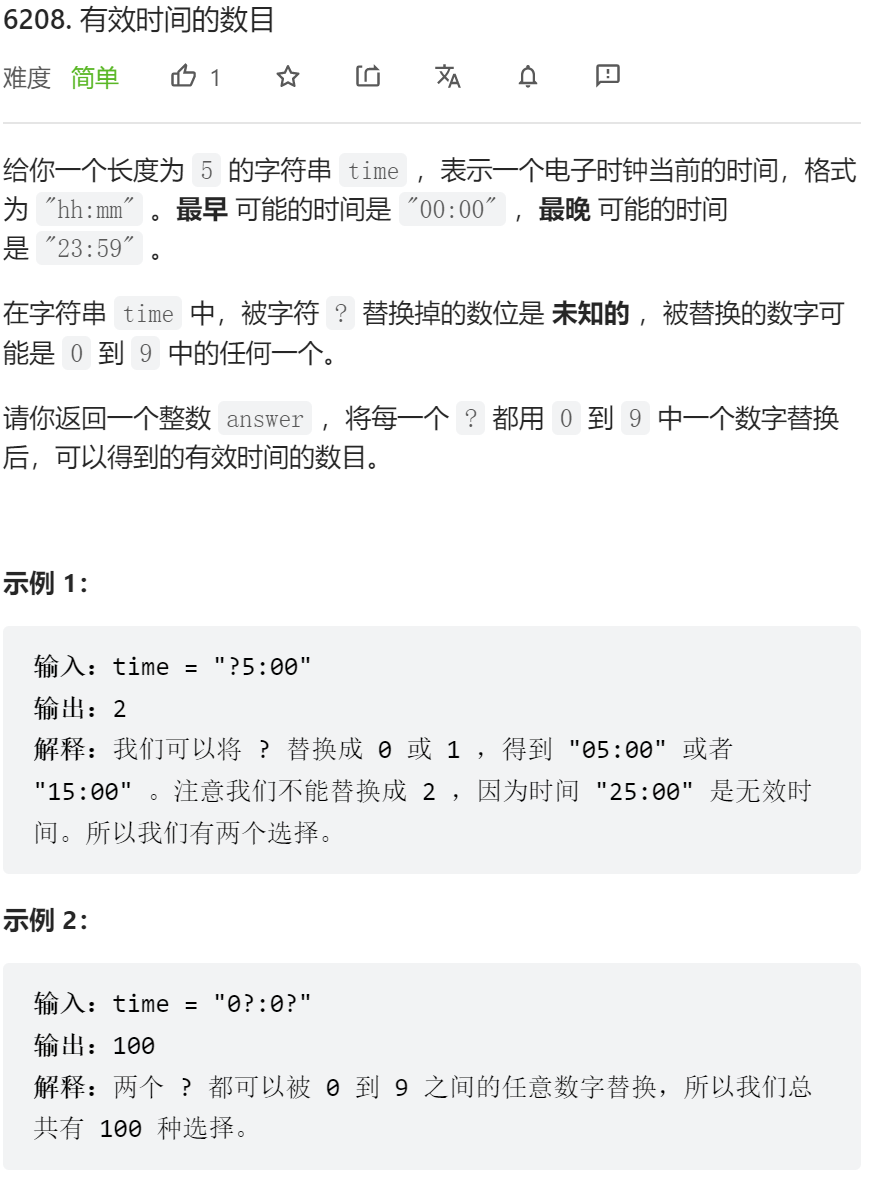 6208. 有效时间的数目
难度 简单 1
给你一个长度为 5 的字符串 time ，表示一个电子时钟当前的时间，格式
为 "hh:mm" 。最早 可能的时间是 "00:00" ，最晚 可能的时间
是 "23:59" 。
在字符串 time 中，被字符 ? 替换掉的数位是 未知的 ，被替换的数字可
能是 0 到 9 中的任何一个。
请你返回一个整数 answer ，将每一个 ? 都用 0 到 9 中一个数字替换
后，可以得到的有效时间的数目。
示例 1：
输入：time = "?5:00"
输出：2
解释：我们可以将 ? 替换成 0 或 1 ，得到 "05:00" 或者
"15:00" 。注意我们不能替换成 2 ，因为时间 "25:00" 是无效时
间。所以我们有两个选择。
示例 2：
输入：time = "0?:0?"
输出：100
解释：两个 ? 都可以被 0 到 9 之间的任意数字替换，所以我们总
共有 100 种选择。